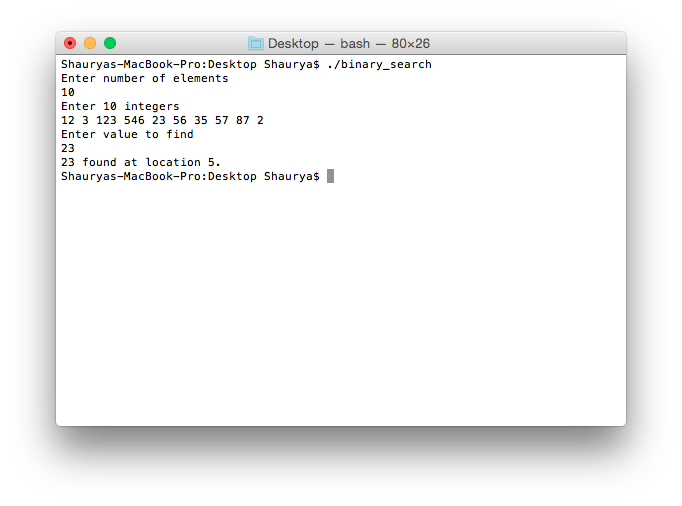 Desktop — bash — 80×26
Shauryas-MacBook-Pro:Desktop Shaurya$ ./binary_search
Enter number of elements
10
Enter 10 integers
12 3 123 546 23 56 35 57 87 2
Enter value to find
23
23 found at location 5.
Shauryas-MacBook-Pro:Desktop Shaurya$